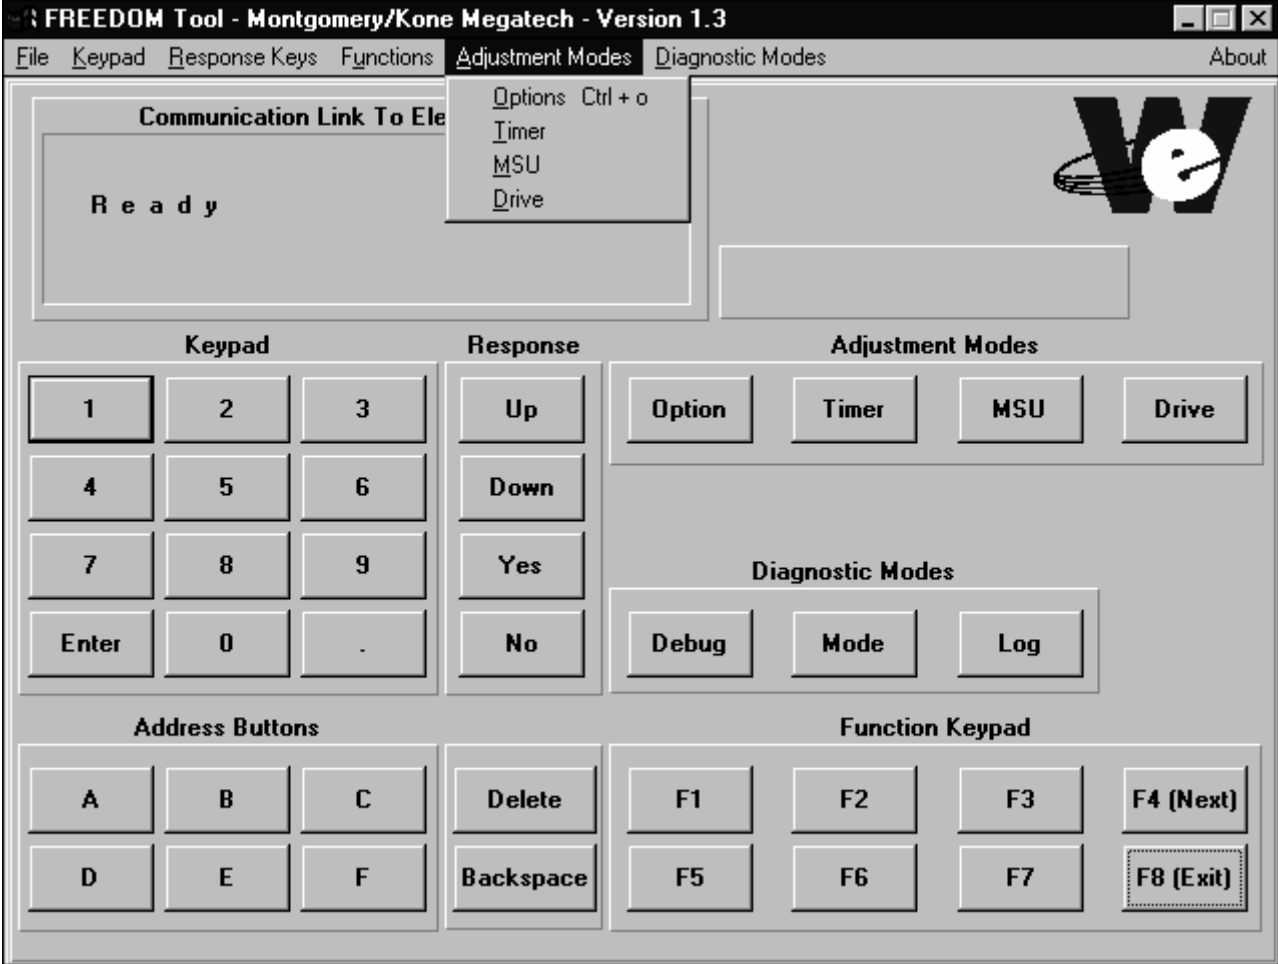 FREEDOM Tool - Montgomery/Kone Megatech - Version 1.3
File Keypad Response Keys Functions Adjustment Modes Diagnostic Modes About
Options Ctrl + o
Timer
MSU
Drive
Communication Link To Ele
Ready
We
Keypad Response Adjustment Modes
1 2 3 Up Option Timer MSU Drive
4 5 6 Down
7 8 9 Yes
Diagnostic Modes
Enter 0 . No Debug Mode Log
Address Buttons Function Keypad
A B C Delete F1 F2 F3 F4 (Next)
D E F Backspace F5 F6 F7 F8 (Exit)